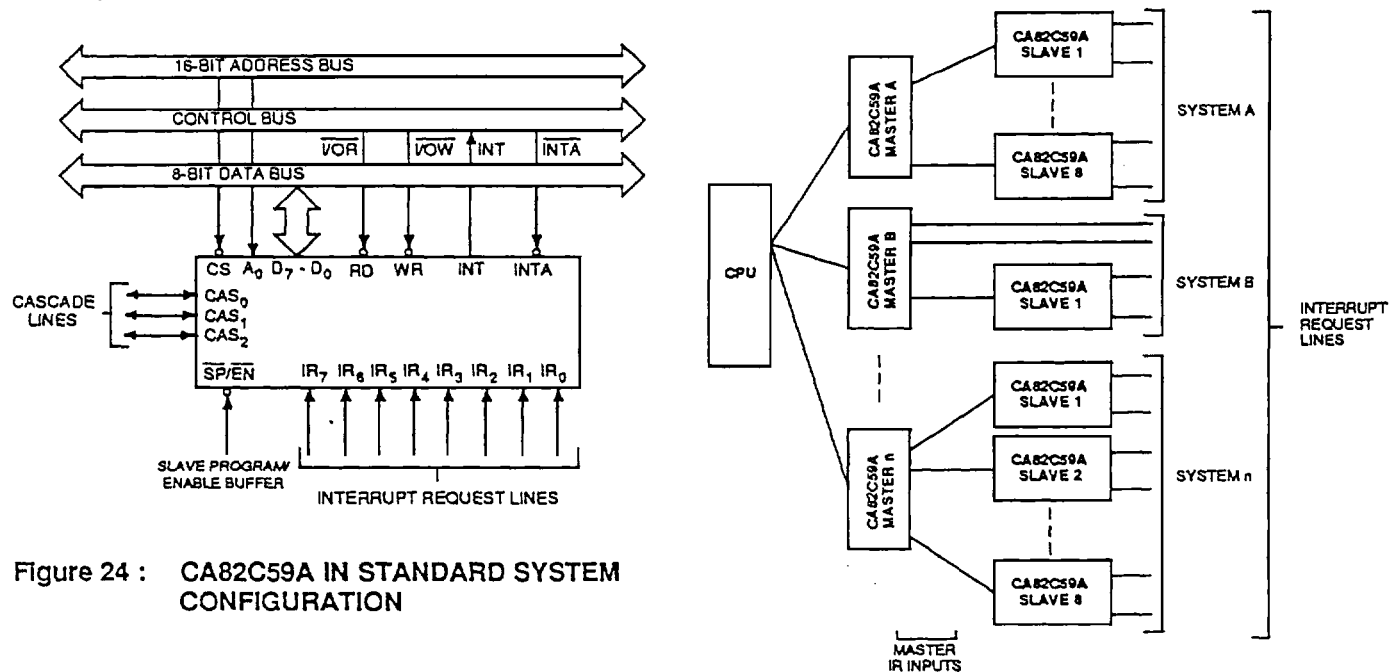 16-BIT ADDRESS BUS
CONTROL BUS
I/OR I/OW INT INTA
8-BIT DATA BUS
CS A0 D7 - D0 RD WR INT INTA
CASCADE
LINES
CAS0
CAS1
CAS2
SP/EN IR7 IR6 IR5 IR4 IR3 IR2 IR1 IR0
SLAVE PROGRAM/
ENABLE BUFFER
INTERRUPT REQUEST LINES
Figure 24 : CA82C59A IN STANDARD SYSTEM
CONFIGURATION
CPU
CA82C59A
MASTER A
CA82C59A
SLAVE 1
CA82C59A
SLAVE 8
SYSTEM A
CA82C59A
MASTER B
CA82C59A
SLAVE 1
SYSTEM B
CA82C59A
MASTER n
CA82C59A
SLAVE 1
CA82C59A
SLAVE 2
CA82C59A
SLAVE 8
SYSTEM n
INTERRUPT
REQUEST
LINES
MASTER
IR INPUTS